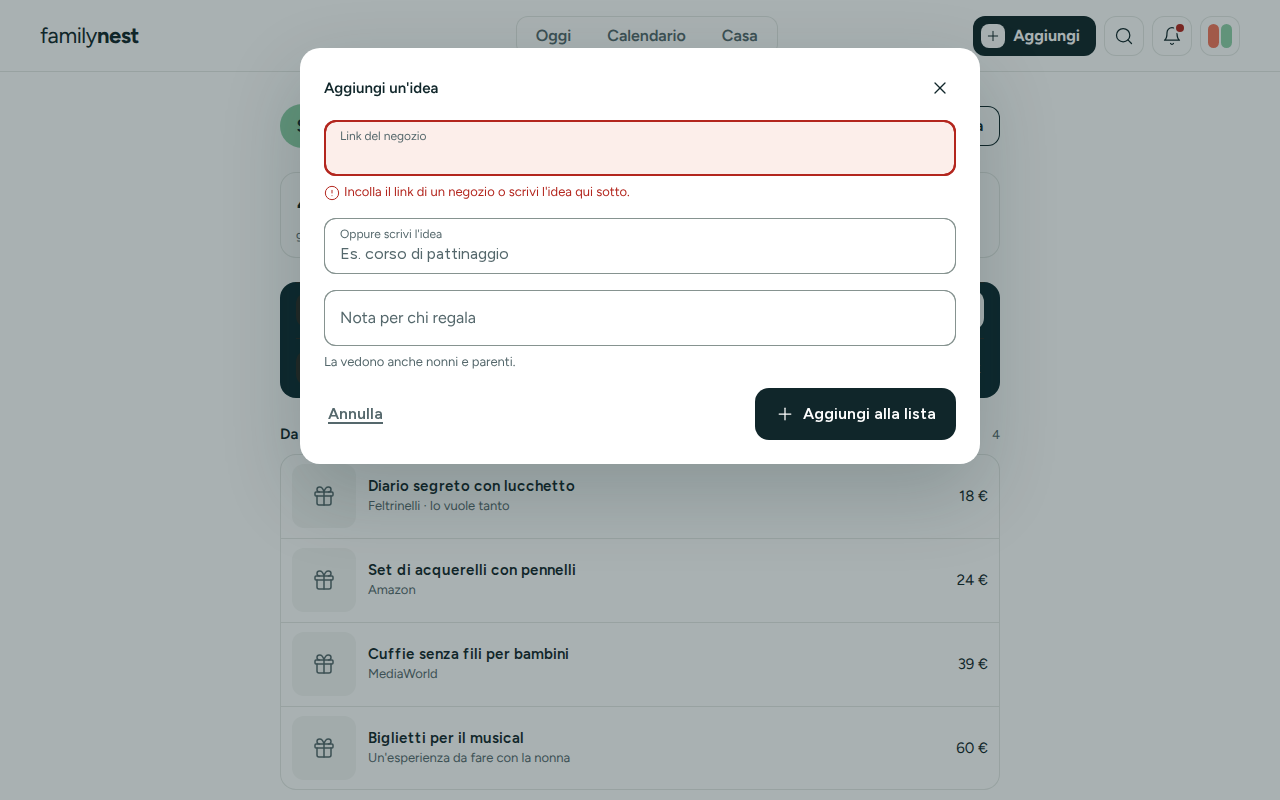 familynest
Oggi
Calendario
Casa
Aggiungi
Aggiungi un'idea
Link del negozio
Incolla il link di un negozio o scrivi l'idea qui sotto.
Oppure scrivi l'idea
Es. corso di pattinaggio
Nota per chi regala
La vedono anche nonni e parenti.
Annulla
Aggiungi alla lista
Da
4
Diario segreto con lucchetto
Feltrinelli · lo vuole tanto
18 €
Set di acquerelli con pennelli
Amazon
24 €
Cuffie senza fili per bambini
MediaWorld
39 €
Biglietti per il musical
Un'esperienza da fare con la nonna
60 €